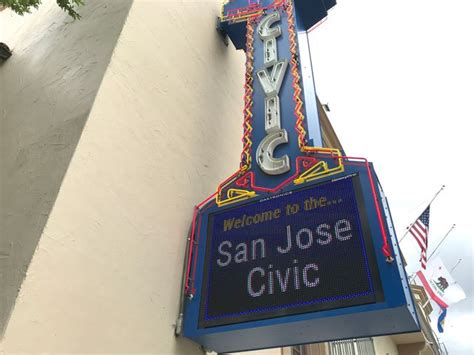 CIVIC
Welcome to the...
San Jose
Civic